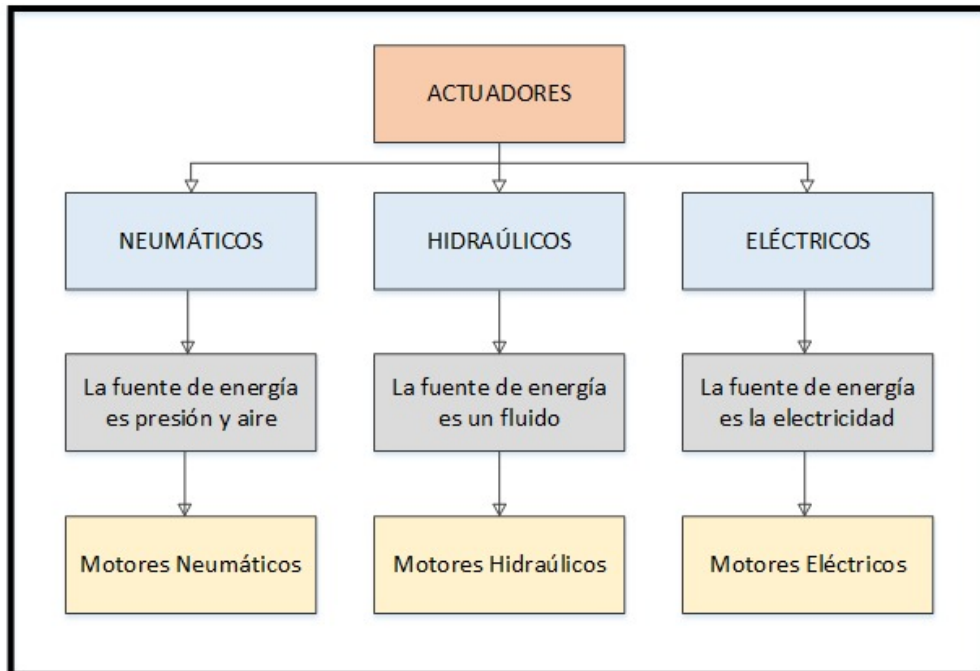 ACTUADORES
NEUMÁTICOS
HIDRAÚLICOS
ELÉCTRICOS
La fuente de energía
es presión y aire
La fuente de energía
es un fluido
La fuente de energía
es la electricidad
Motores Neumáticos
Motores Hidraúlicos
Motores Eléctricos